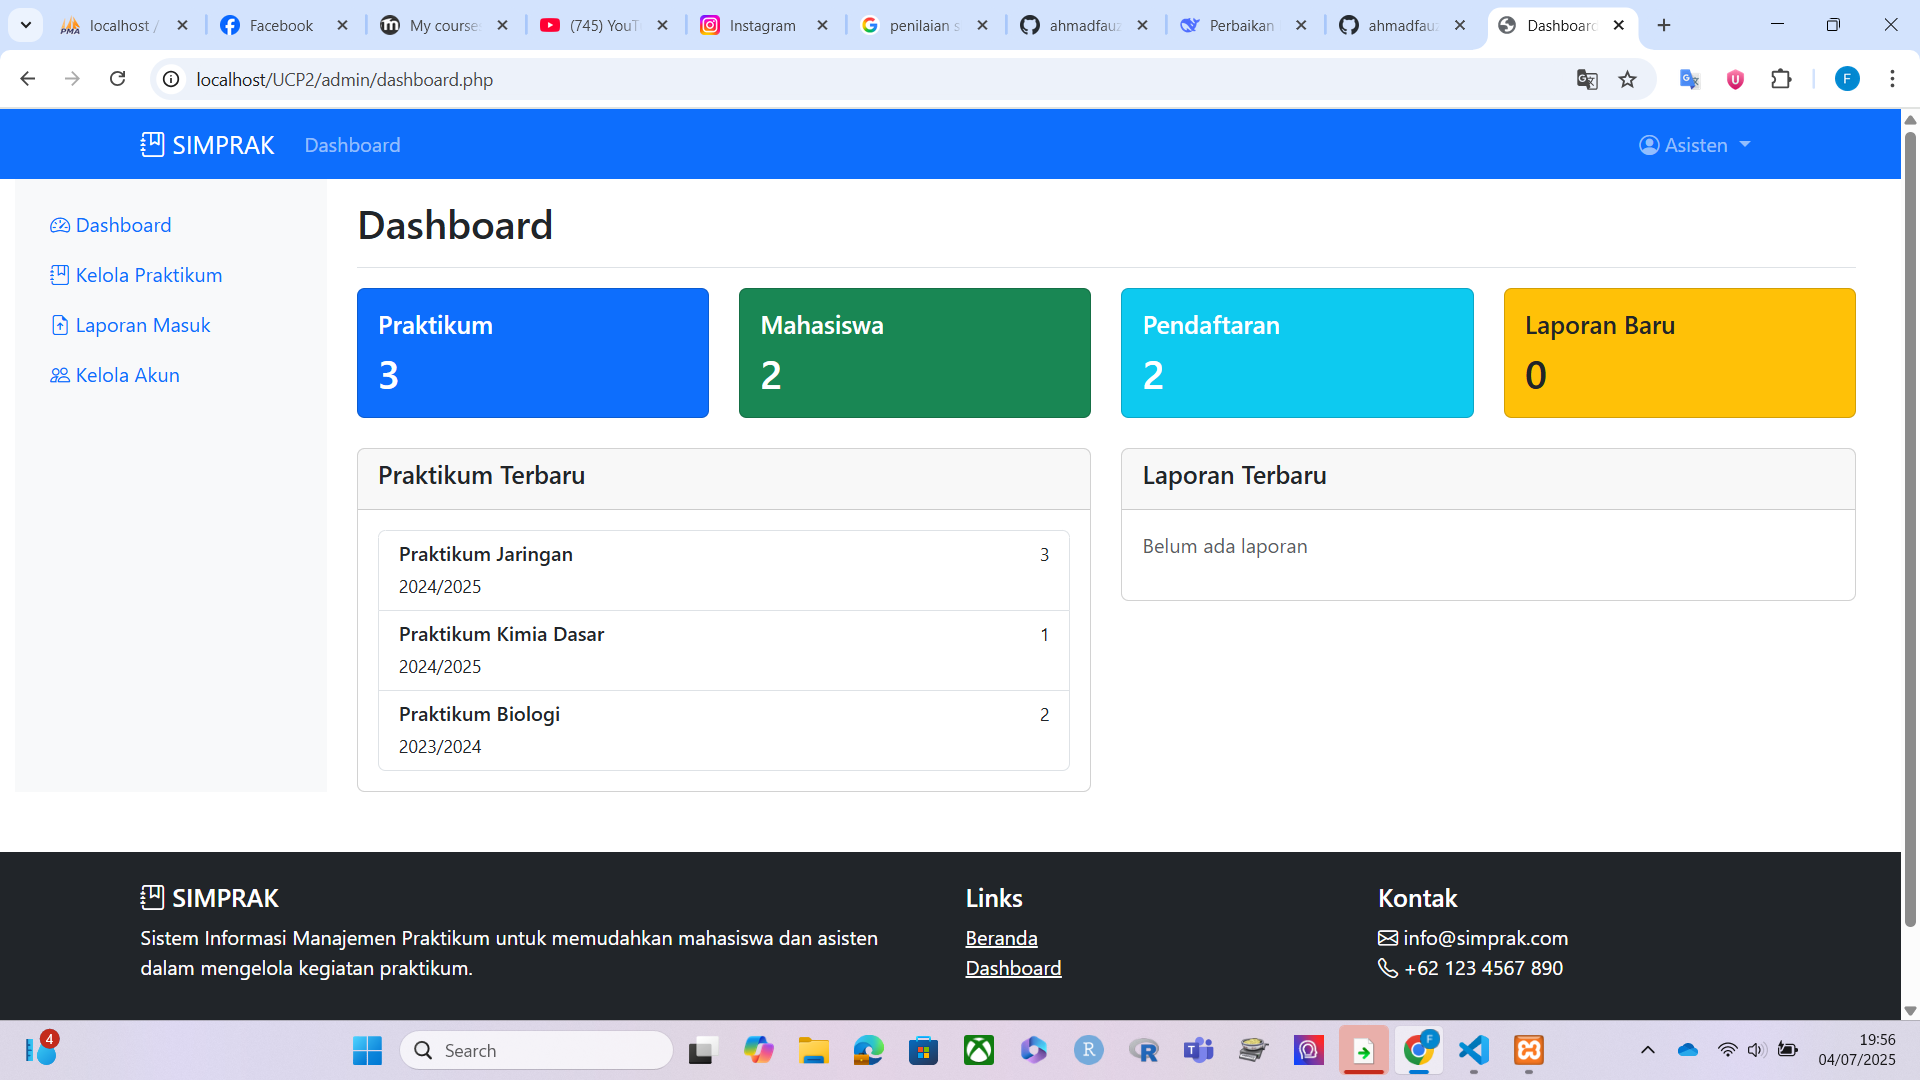 localhost /
Facebook
My course
(745) YouT
Instagram
penilaian s
ahmadfau
Perbaikan
ahmadfau
Dashboard
localhost/UCP2/admin/dashboard.php
F
SIMPRAK
Dashboard
Asisten
Dashboard
Kelola Praktikum
Laporan Masuk
Kelola Akun
Dashboard
Praktikum
3
Mahasiswa
2
Pendaftaran
2
Laporan Baru
0
Praktikum Terbaru
Praktikum Jaringan
3
2024/2025
Praktikum Kimia Dasar
1
2024/2025
Praktikum Biologi
2
2023/2024
Laporan Terbaru
Belum ada laporan
SIMPRAK
Sistem Informasi Manajemen Praktikum untuk memudahkan mahasiswa dan asisten
dalam mengelola kegiatan praktikum.
Links
Beranda
Dashboard
Kontak
info@simprak.com
+62 123 4567 890
4
Search
19:56
04/07/2025